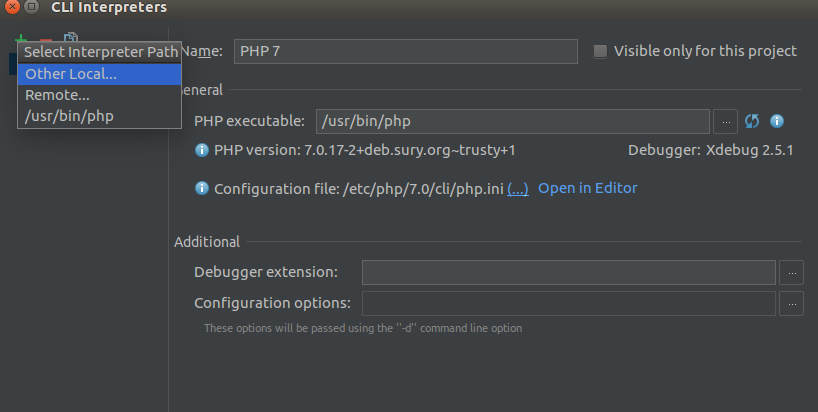 CLI Interpreters
Select Interpreter Path
Other Local...
Remote...
/usr/bin/php
Name: PHP 7 Visible only for this project
General
PHP executable: /usr/bin/php ...
PHP version: 7.0.17-2+deb.sury.org~trusty+1 Debugger: Xdebug 2.5.1
Configuration file: /etc/php/7.0/cli/php.ini (...) Open in Editor
Additional
Debugger extension: ...
Configuration options: ...
These options will be passed using the "-d" command line option